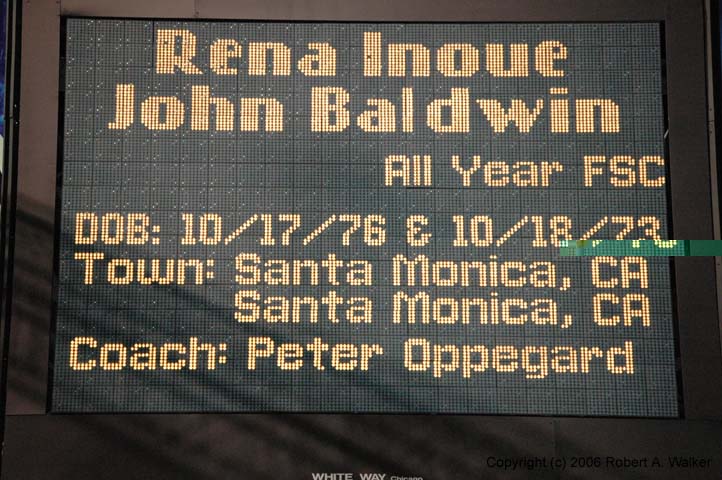 Rena Inoue
John Baldwin
All Year FSC
DOB: 10/17/76 & 10/18/73
Town: Santa Monica, CA
Santa Monica, CA
Coach: Peter Oppegard
Copyright (c) 2006 Robert A. Walker
WHITE WAY Chicago